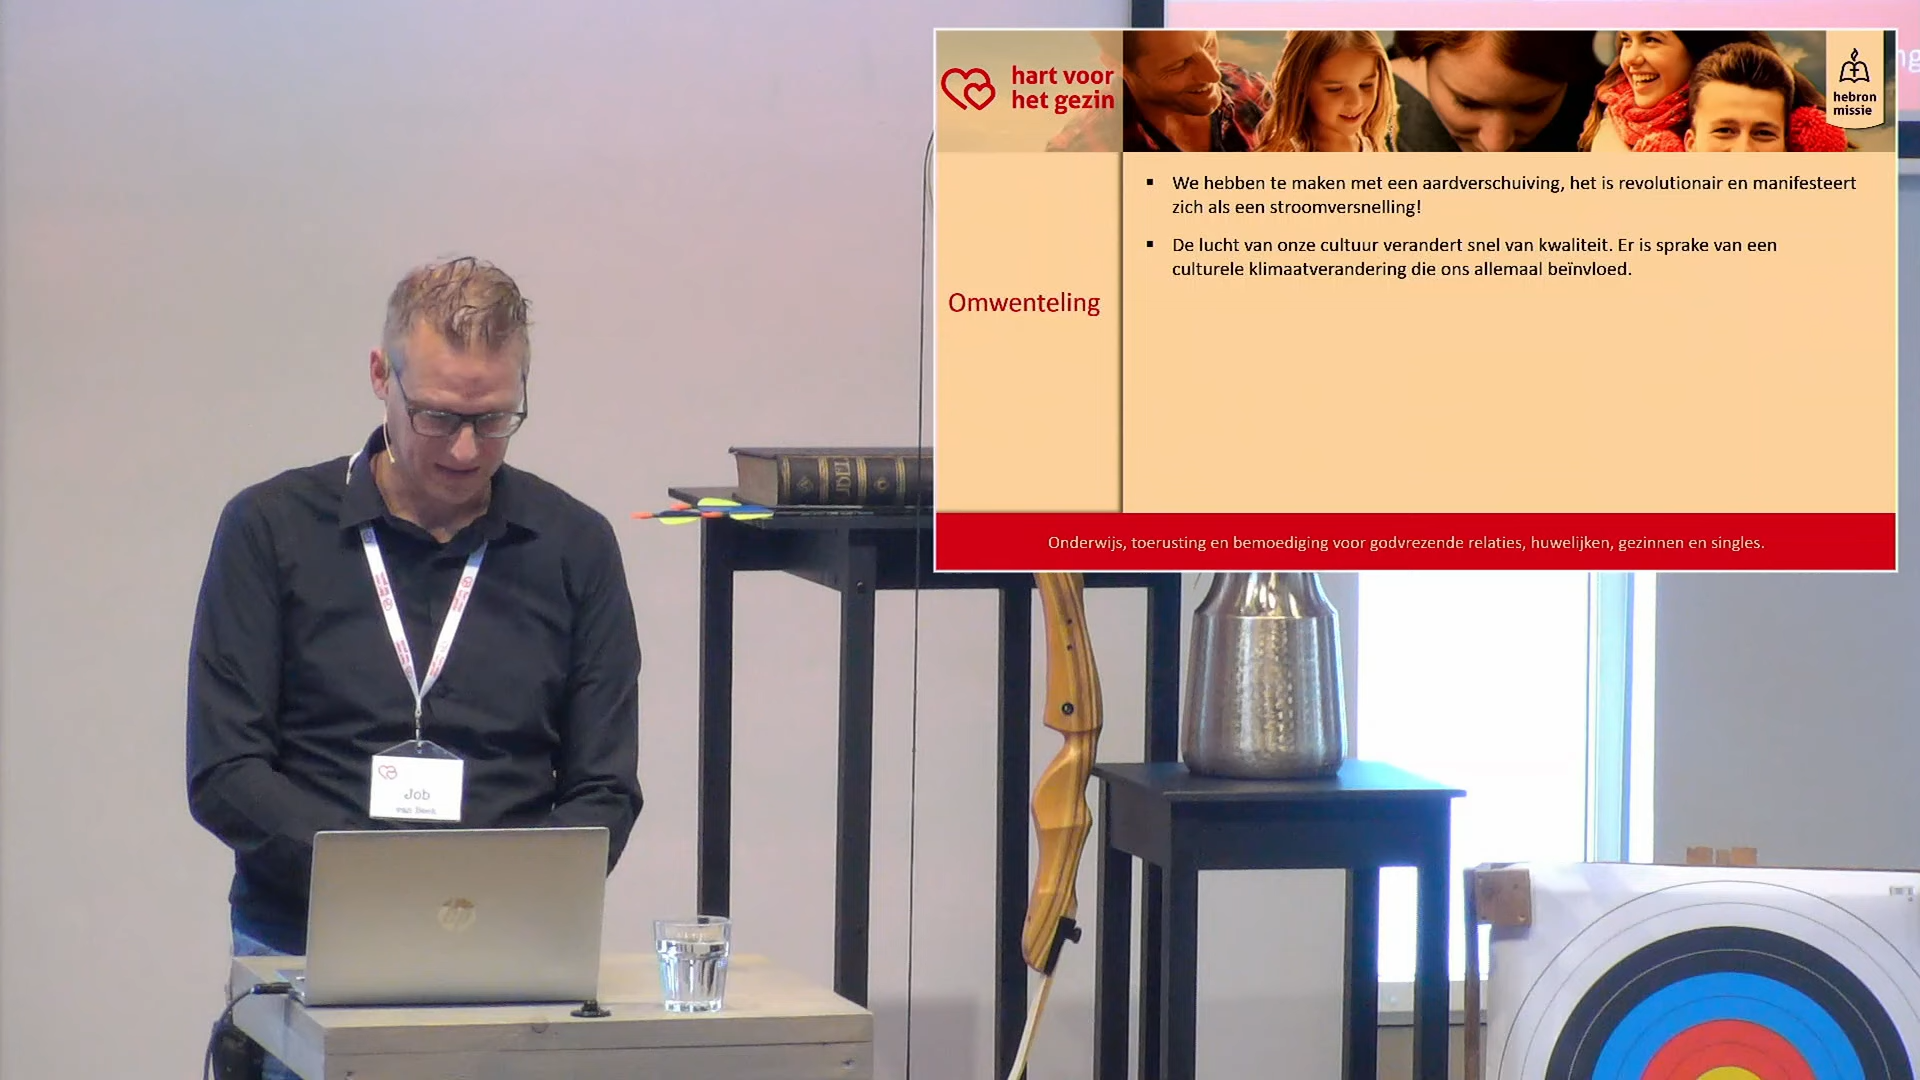 hart voor
het gezin
hebron
missie
▪ We hebben te maken met een aardverschuiving, het is revolutionair en manifesteert
zich als een stroomversnelling!
▪ De lucht van onze cultuur verandert snel van kwaliteit. Er is sprake van een
culturele klimaatverandering die ons allemaal beïnvloed.
Omwenteling
Onderwijs, toerusting en bemoediging voor godvrezende relaties, huwelijken, gezinnen en singles.
Job
van
hp